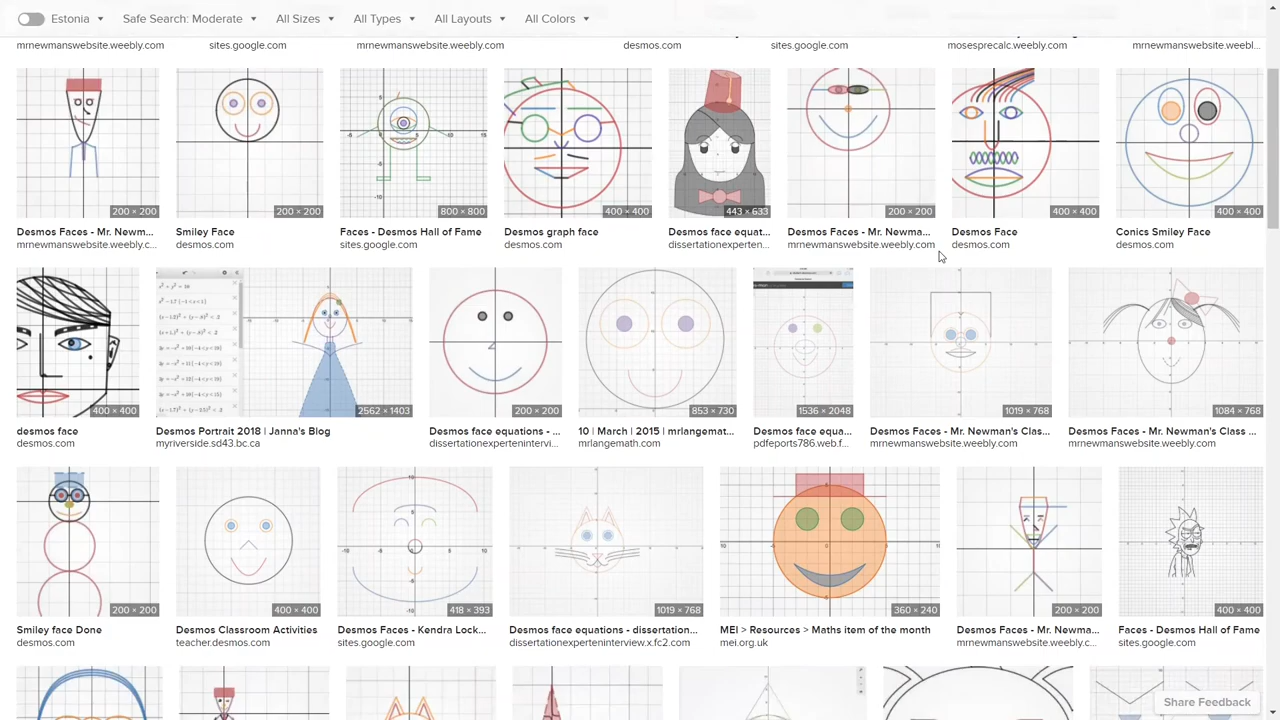 Estonia Safe Search: Moderate All Sizes All Types All Layouts All Colors
mrnewmanswebsite.weebly.com sites.google.com mrnewmanswebsite.weebly.com desmos.com sites.google.com mosesprecalc.weebly.com mrnewmanswebsite.weebl...
200 × 200 200 × 200 800 × 800 400 × 400 443 × 633 200 × 200 400 × 400 400 × 400
Desmos Faces - Mr. Newm... Smiley Face Faces - Desmos Hall of Fame Desmos graph face Desmos face equat... Desmos Faces - Mr. Newma... Desmos Face Conics Smiley Face
mrnewmanswebsite.weebly.c... desmos.com sites.google.com desmos.com dissertationexperten... mrnewmanswebsite.weebly.com desmos.com desmos.com
400 × 400 2562 × 1403 200 × 200 853 × 730 1536 × 2048 1019 × 768 1084 × 768
desmos face Desmos Portrait 2018 | Janna's Blog Desmos face equations - ... 10 | March | 2015 | mrlangemat... Desmos face equa... Desmos Faces - Mr. Newman's Clas... Desmos Faces - Mr. Newman's Class ...
desmos.com myriverside.sd43.bc.ca dissertationexpertenintervi... mrlangemath.com pdfeports786.web.f... mrnewmanswebsite.weebly.com mrnewmanswebsite.weebly.com
200 × 200 400 × 400 418 × 393 1019 × 768 360 × 240 200 × 200 400 × 400
Smiley face Done Desmos Classroom Activities Desmos Faces - Kendra Lock... Desmos face equations - dissertation... MEI > Resources > Maths item of the month Desmos Faces - Mr. Newma... Faces - Desmos Hall of Fame
desmos.com teacher.desmos.com sites.google.com dissertationexperteninterview.x.fc2.com mei.org.uk mrnewmanswebsite.weebly.c... sites.google.com
Share Feedback